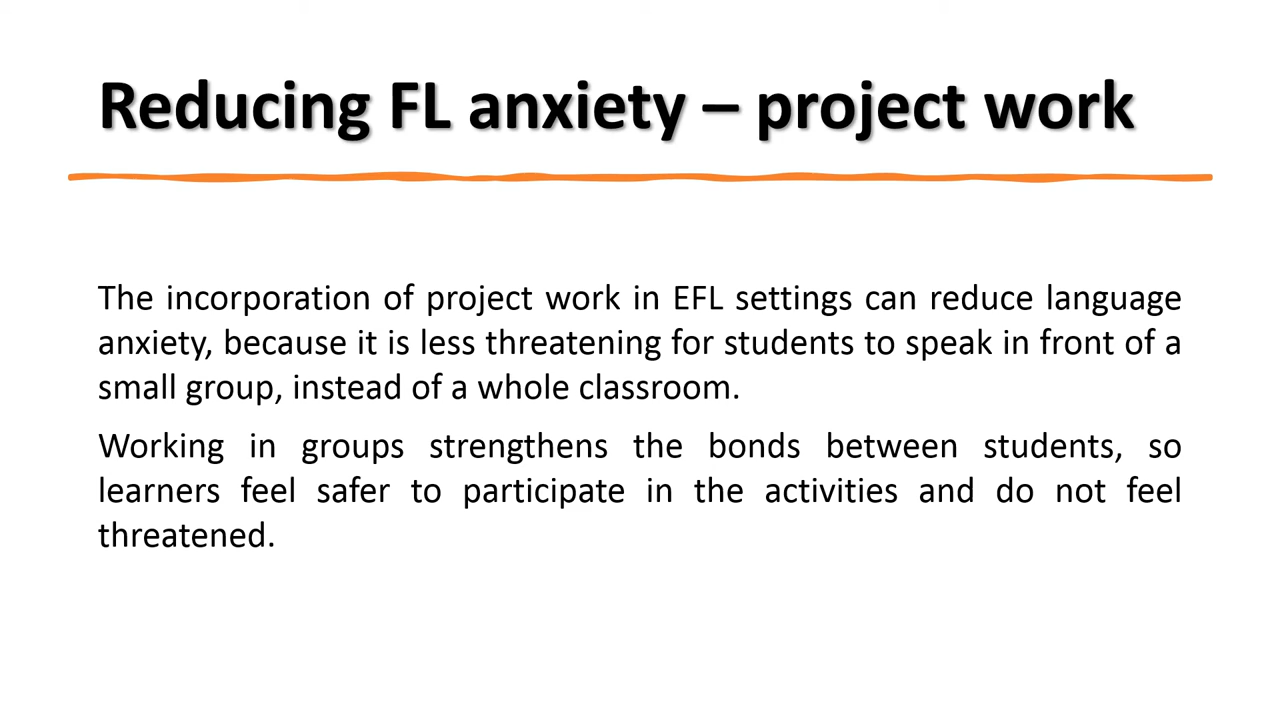 Reducing FL anxiety – project work
The incorporation of project work in EFL settings can reduce language
anxiety, because it is less threatening for students to speak in front of a
small group, instead of a whole classroom.
Working in groups strengthens the bonds between students, so
learners feel safer to participate in the activities and do not feel
threatened.